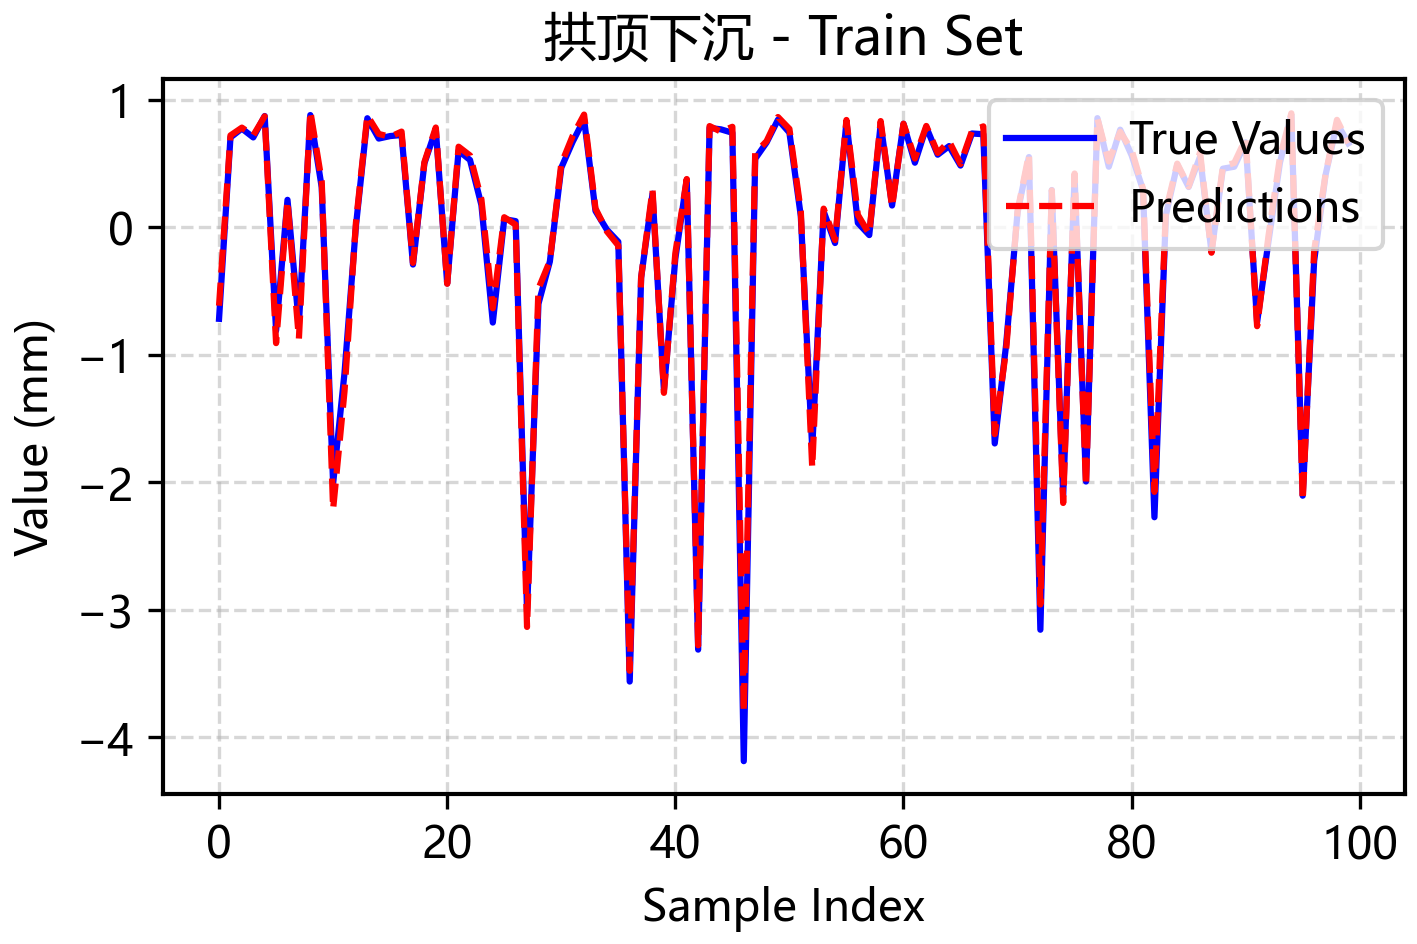 拱顶下沉 - Train Set
True Values
Predictions
Value (mm)
1
0
−1
−2
−3
−4
0
20
40
60
80
100
Sample Index